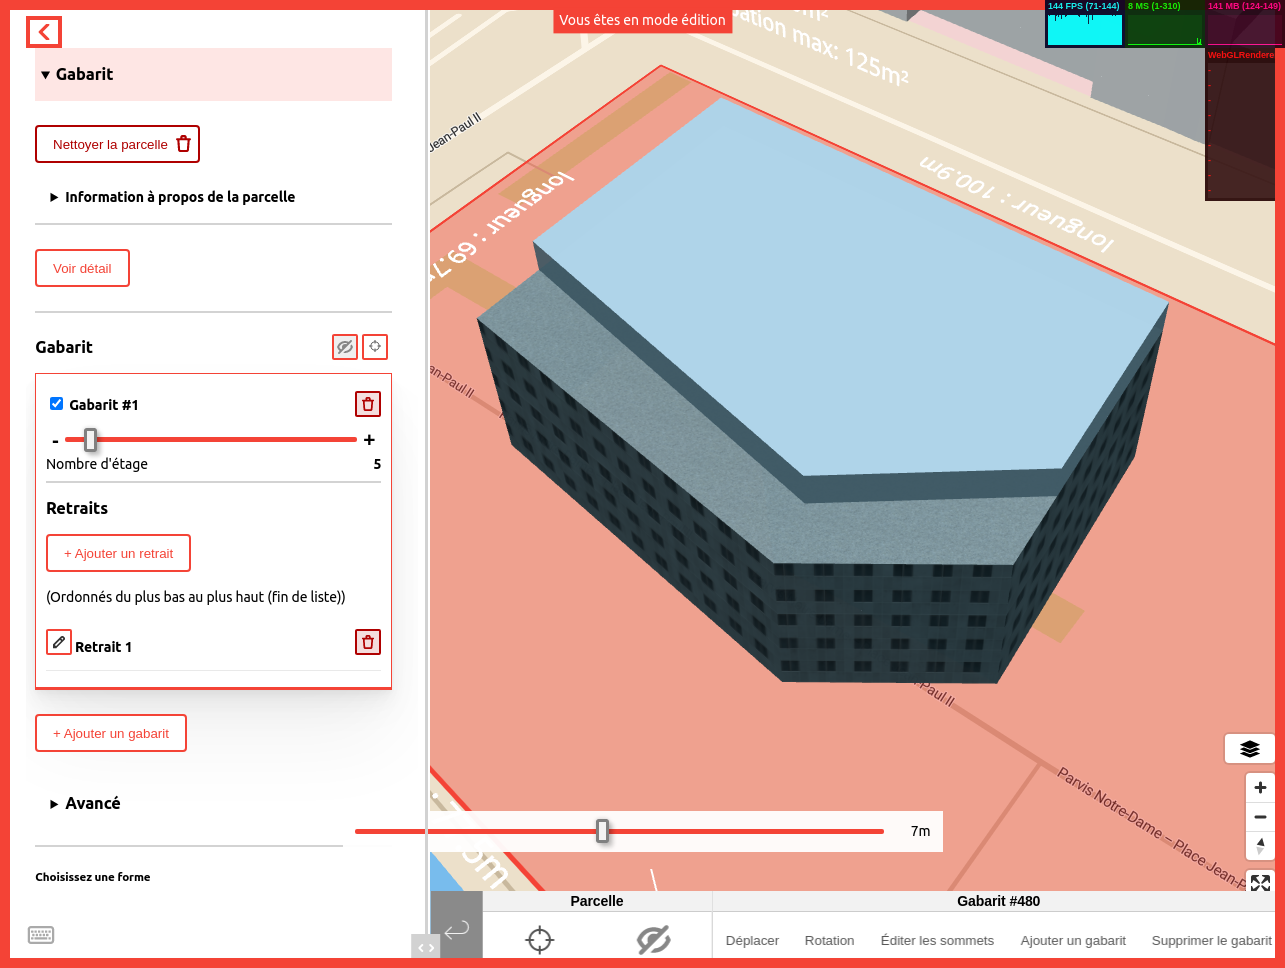 Vous êtes en mode édition
144 FPS (71-144)
8 MS (1-310)
141 MB (124-149)
WebGLRendere
Gabarit
Nettoyer la parcelle
Information à propos de la parcelle
Voir détail
Gabarit
Gabarit #1
- +
Nombre d'étage 5
Retraits
+ Ajouter un retrait
(Ordonnés du plus bas au plus haut (fin de liste))
Retrait 1
+ Ajouter un gabarit
Avancé
Choisissez une forme
ation max: 125m²
Jean-Paul II
longueur : 69.7
longueur : 100.9m
an-Paul II
Paul II
Parvis Notre-Dame – Place Jean-P
7m
Parcelle
Gabarit #480
Déplacer
Rotation
Éditer les sommets
Ajouter un gabarit
Supprimer le gabarit